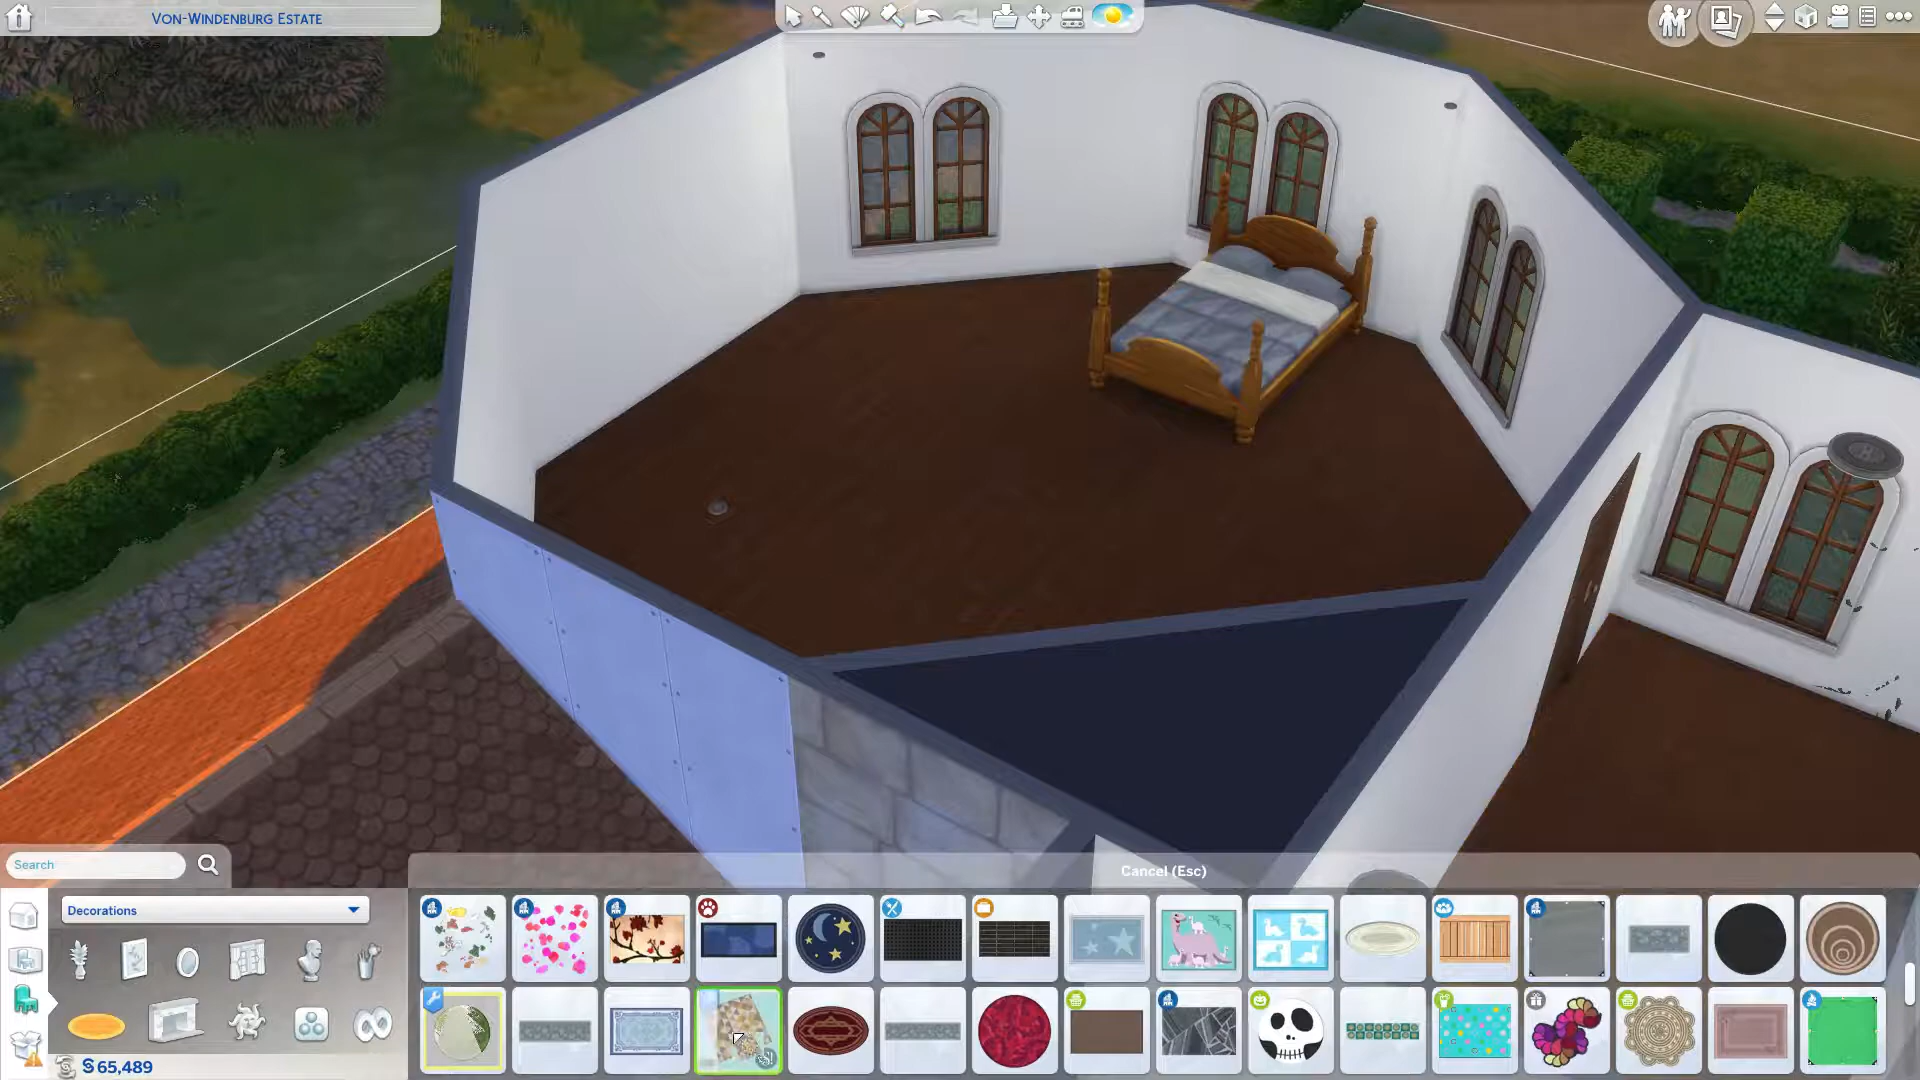 Von-Windenburg Estate
Search
Cancel (Esc)
Decorations
§65,489